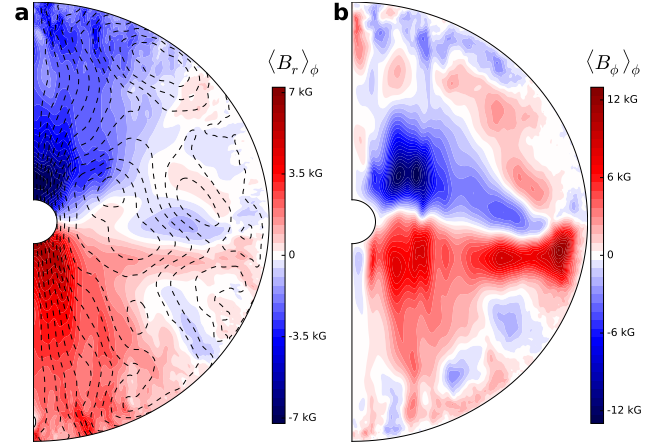 a
⟨B_r⟩_ϕ
7 kG
3.5 kG
0
-3.5 kG
-7 kG
b
⟨B_ϕ⟩_ϕ
12 kG
6 kG
0
-6 kG
-12 kG